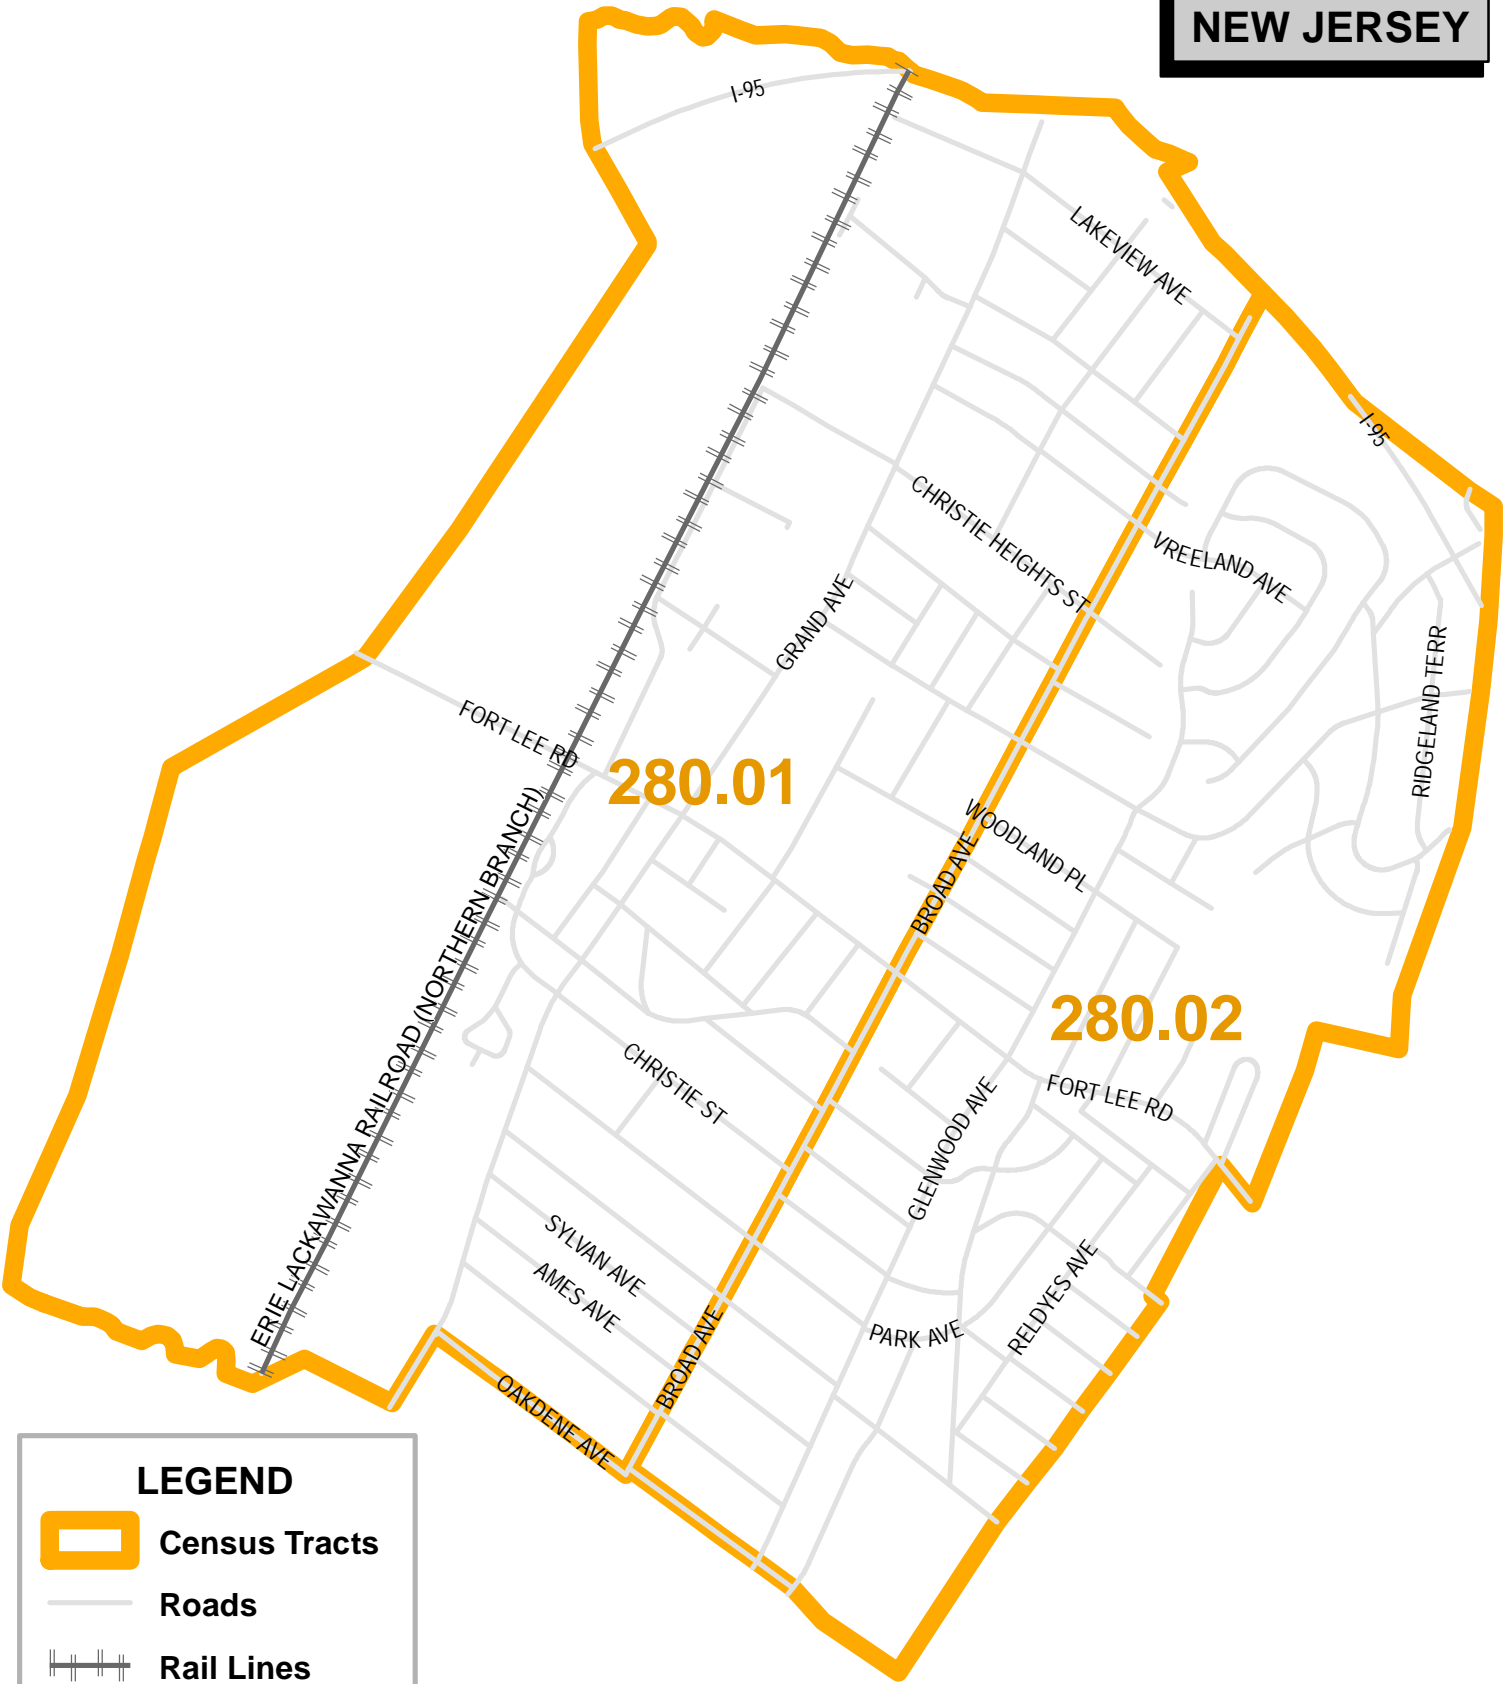 NEW JERSEY
I-95
LAKEVIEW AVE
I-95
CHRISTIE HEIGHTS ST
VREELAND AVE
GRAND AVE
RIDGELAND TERR
FORT LEE RD
280.01
WOODLAND PL
BROAD AVE
ERIE LACKAWANNA RAILROAD (NORTHERN BRANCH)
280.02
CHRISTIE ST
FORT LEE RD
GLENWOOD AVE
SYLVAN AVE
AMES AVE
RELDYES AVE
PARK AVE
BROAD AVE
OAKDENE AVE
LEGEND
Census Tracts
Roads
Rail Lines